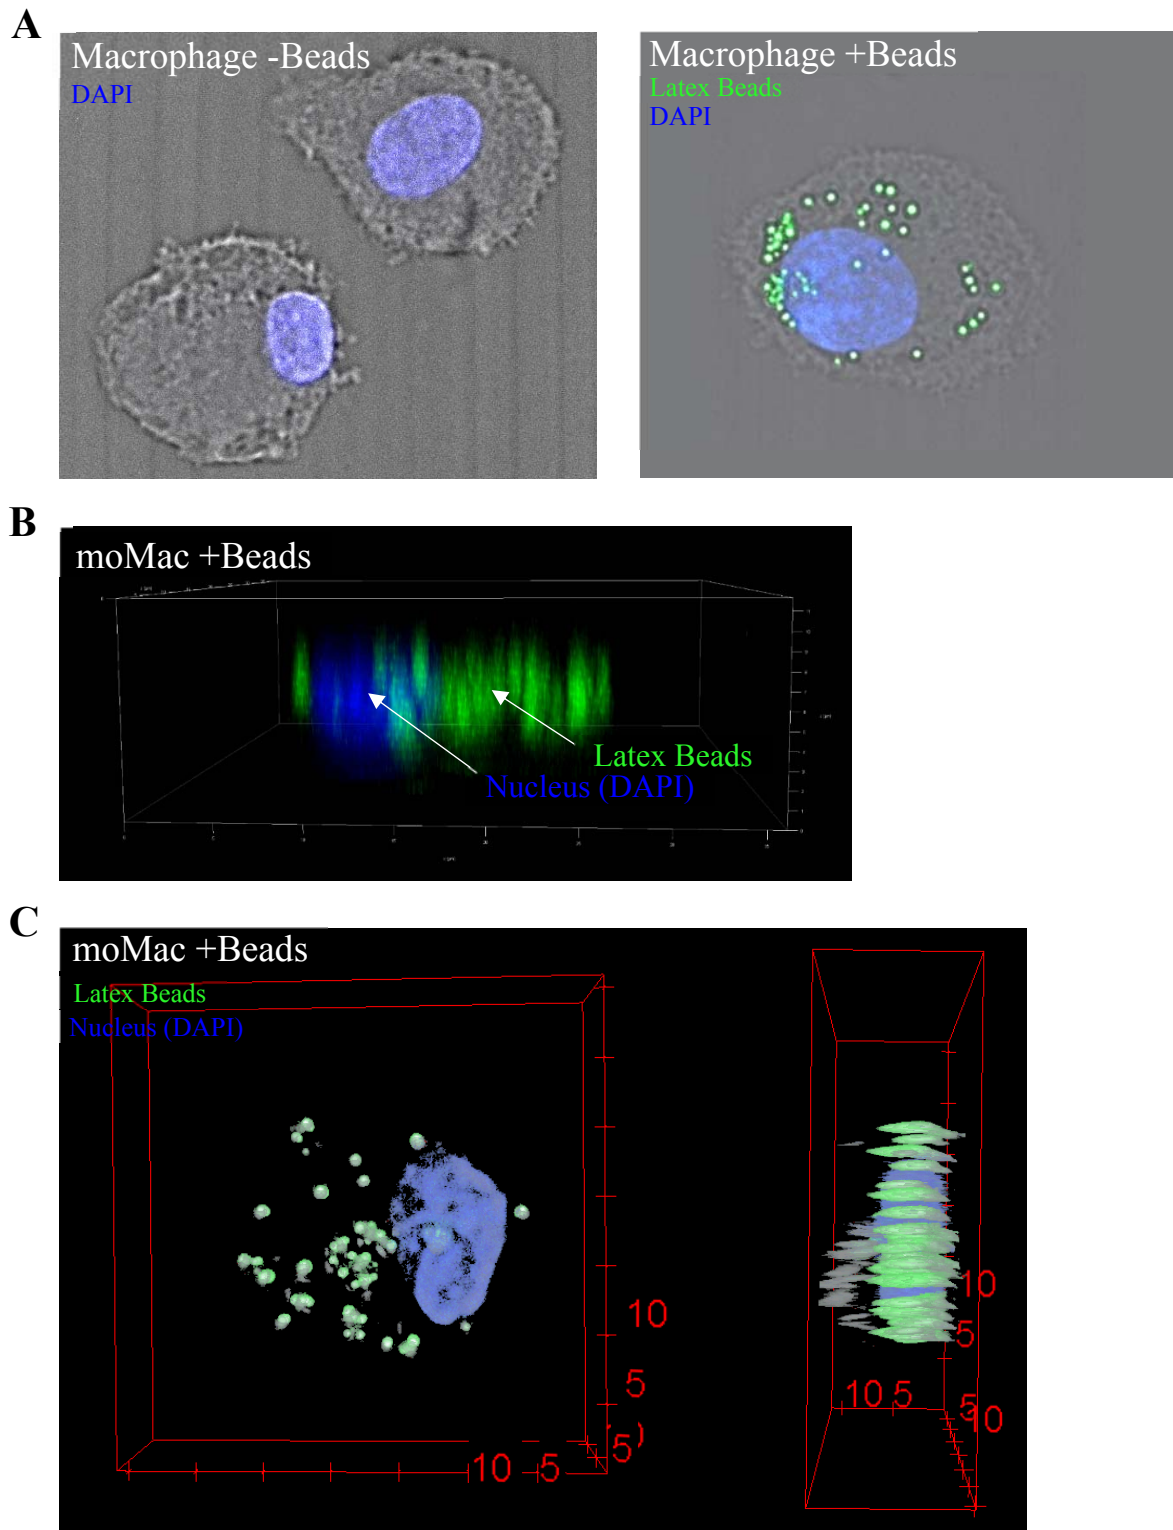 A
Macrophage -Beads
DAPI
Macrophage +Beads
Latex Beads
DAPI
B
moMac +Beads
Latex Beads
Nucleus (DAPI)
C
moMac +Beads
Latex Beads
Nucleus (DAPI)
10
5
5
10 5
10
5
10 5
5
10